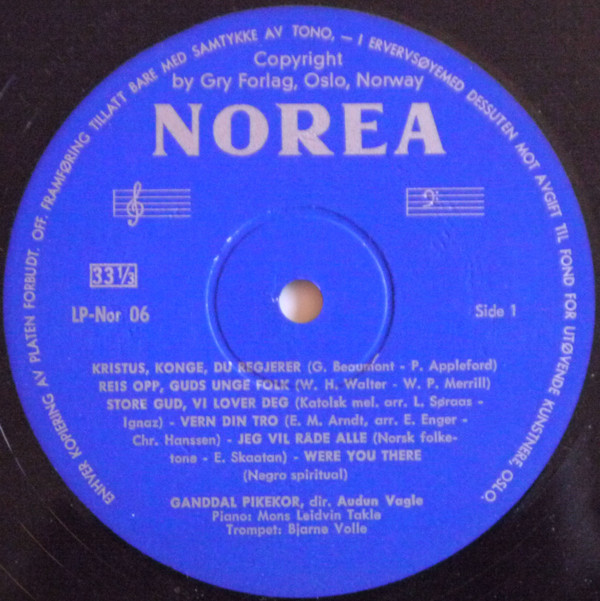 ENHVER KOPIERING AV PLATEN FORBUDT. OFF. FRAMFØRING TILLATT BARE MED SAMTYKKE AV TONO, — I ERVERVSØYEMED DESSUTEN MOT AVGIFT TIL FOND FOR UTØVENDE KUNSTNERE, OSLO.
Copyright
by Gry Forlag, Oslo, Norway
NOREA
33 1/3
LP-Nor 06
Side 1
KRISTUS, KONGE, DU REGJERER (G. Beaumont - P. Appleford)
REIS OPP, GUDS UNGE FOLK (W. H. Walter - W. P. Merrill)
STORE GUD, VI LOVER DEG (Katolsk mel. arr. L. Søraas -
Ignaz) - VERN DIN TRO (E. M. Arndt, arr. E. Enger -
Chr. Hanssen) - JEG VIL RÅDE ALLE (Norsk folke-
tone - E. Skaatan) - WERE YOU THERE
(Negro spiritual)
GANDDAL PIKEKOR, dir. Audun Vagle
Piano: Mons Leidvin Takle
Trompet: Bjarne Volle